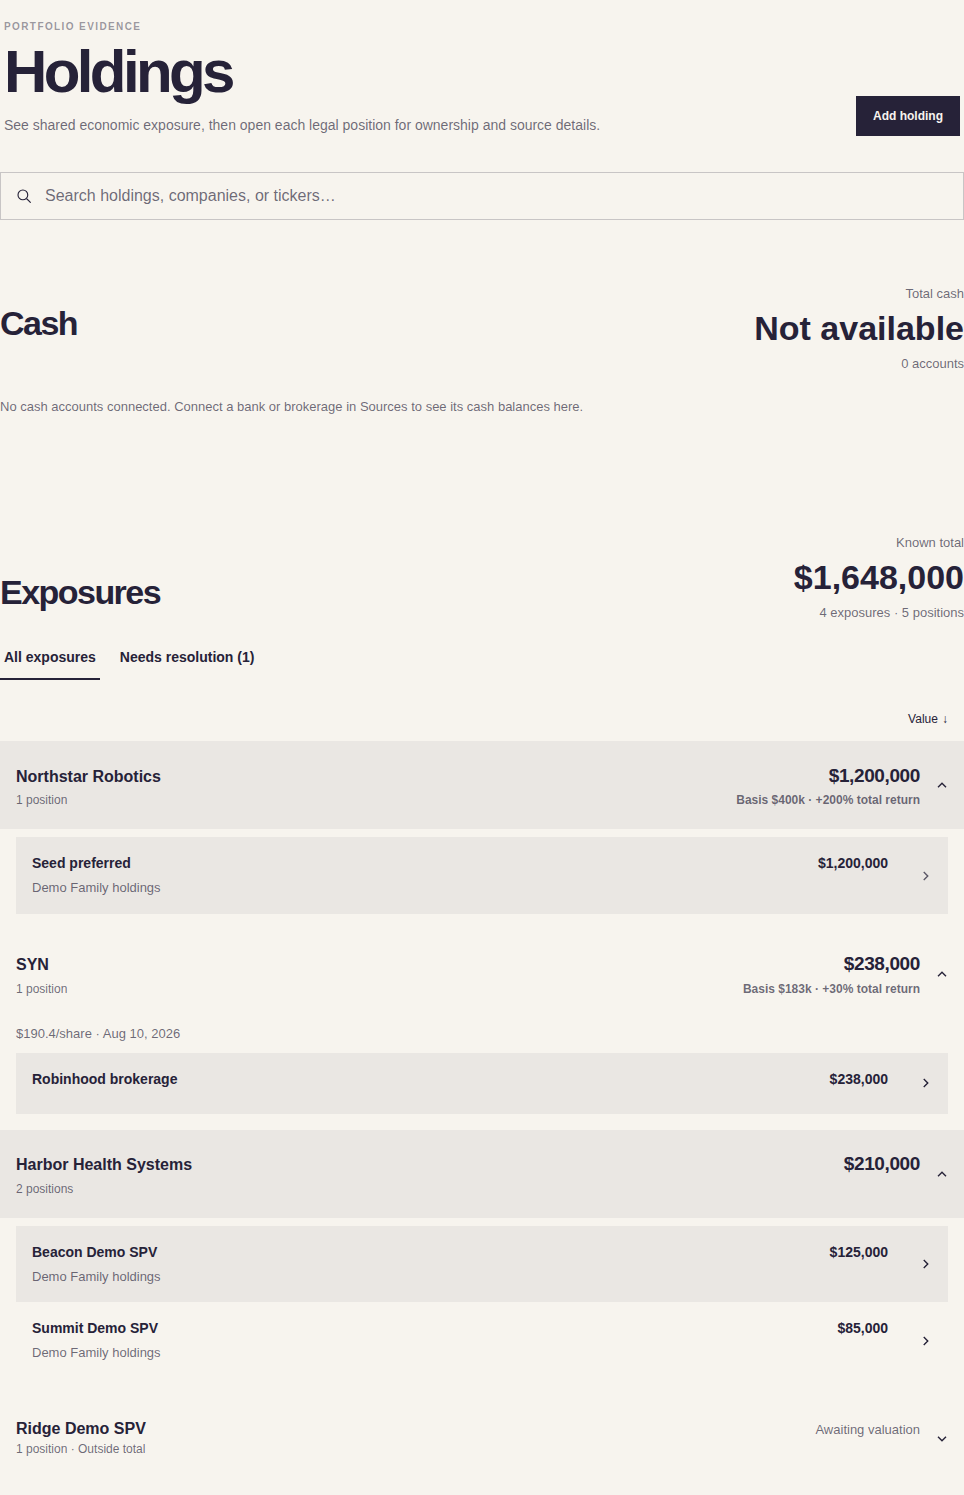 PORTFOLIO EVIDENCE
Holdings
See shared economic exposure, then open each legal position for ownership and source details.
Add holding
Search holdings, companies, or tickers…
Cash
Total cash
Not available
0 accounts
No cash accounts connected. Connect a bank or brokerage in Sources to see its cash balances here.
Exposures
Known total
$1,648,000
4 exposures · 5 positions
All exposures
Needs resolution (1)
Value ↓
Northstar Robotics
$1,200,000
1 position
Basis $400k · +200% total return
Seed preferred
$1,200,000
Demo Family holdings
SYN
$238,000
1 position
Basis $183k · +30% total return
$190.4/share · Aug 10, 2026
Robinhood brokerage
$238,000
Harbor Health Systems
$210,000
2 positions
Beacon Demo SPV
$125,000
Demo Family holdings
Summit Demo SPV
$85,000
Demo Family holdings
Ridge Demo SPV
Awaiting valuation
1 position · Outside total